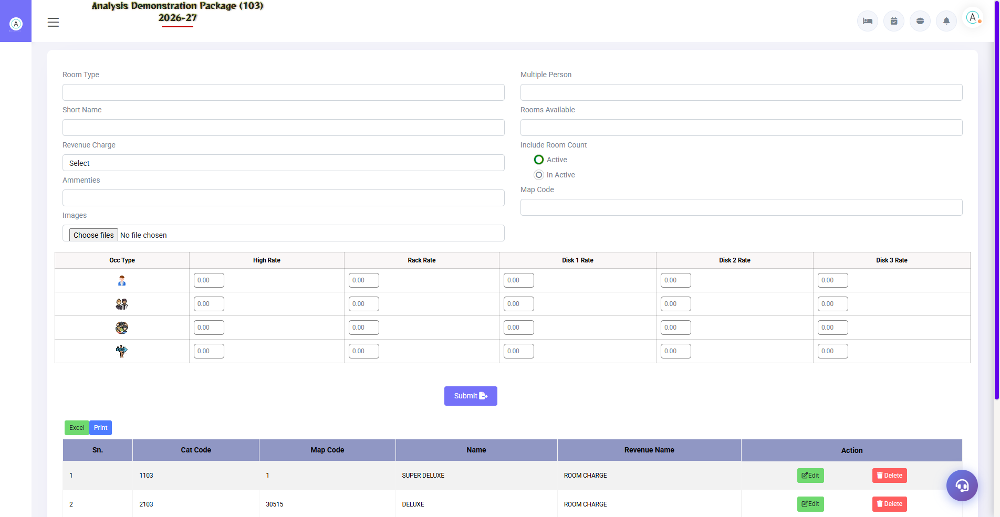 Analysis Demonstration Package (103)
2026-27
A
A
Room Type
Multiple Person
Short Name
Rooms Available
Revenue Charge
Include Room Count
Select
Active
In Active
Ammenties
Map Code
Images
Choose files No file chosen
Occ Type High Rate Rack Rate Disk 1 Rate Disk 2 Rate Disk 3 Rate
0.00 0.00 0.00 0.00 0.00
0.00 0.00 0.00 0.00 0.00
0.00 0.00 0.00 0.00 0.00
0.00 0.00 0.00 0.00 0.00
Submit
Excel Print
Sn. Cat Code Map Code Name Revenue Name Action
1 1103 1 SUPER DELUXE ROOM CHARGE Edit Delete
2 2103 30515 DELUXE ROOM CHARGE Edit Delete